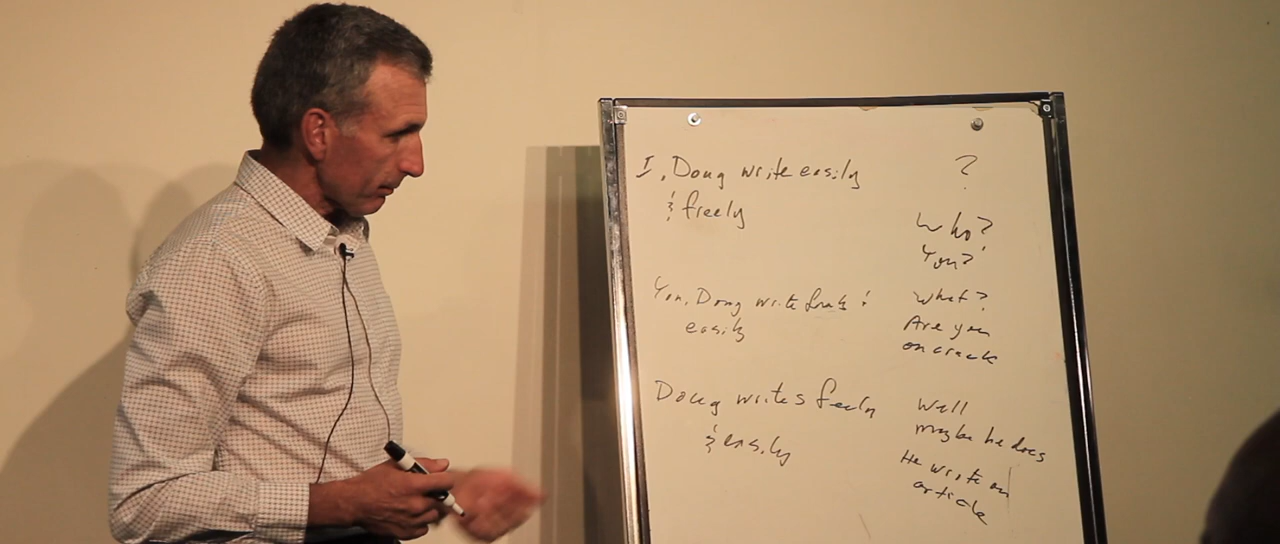 I, Doug write easily
& freely
?
Who?
You?
You, Doug write freely &
easily
What?
Are you
on crack
Doug writes freely
& easily
Well
maybe he does
He wrote an
article